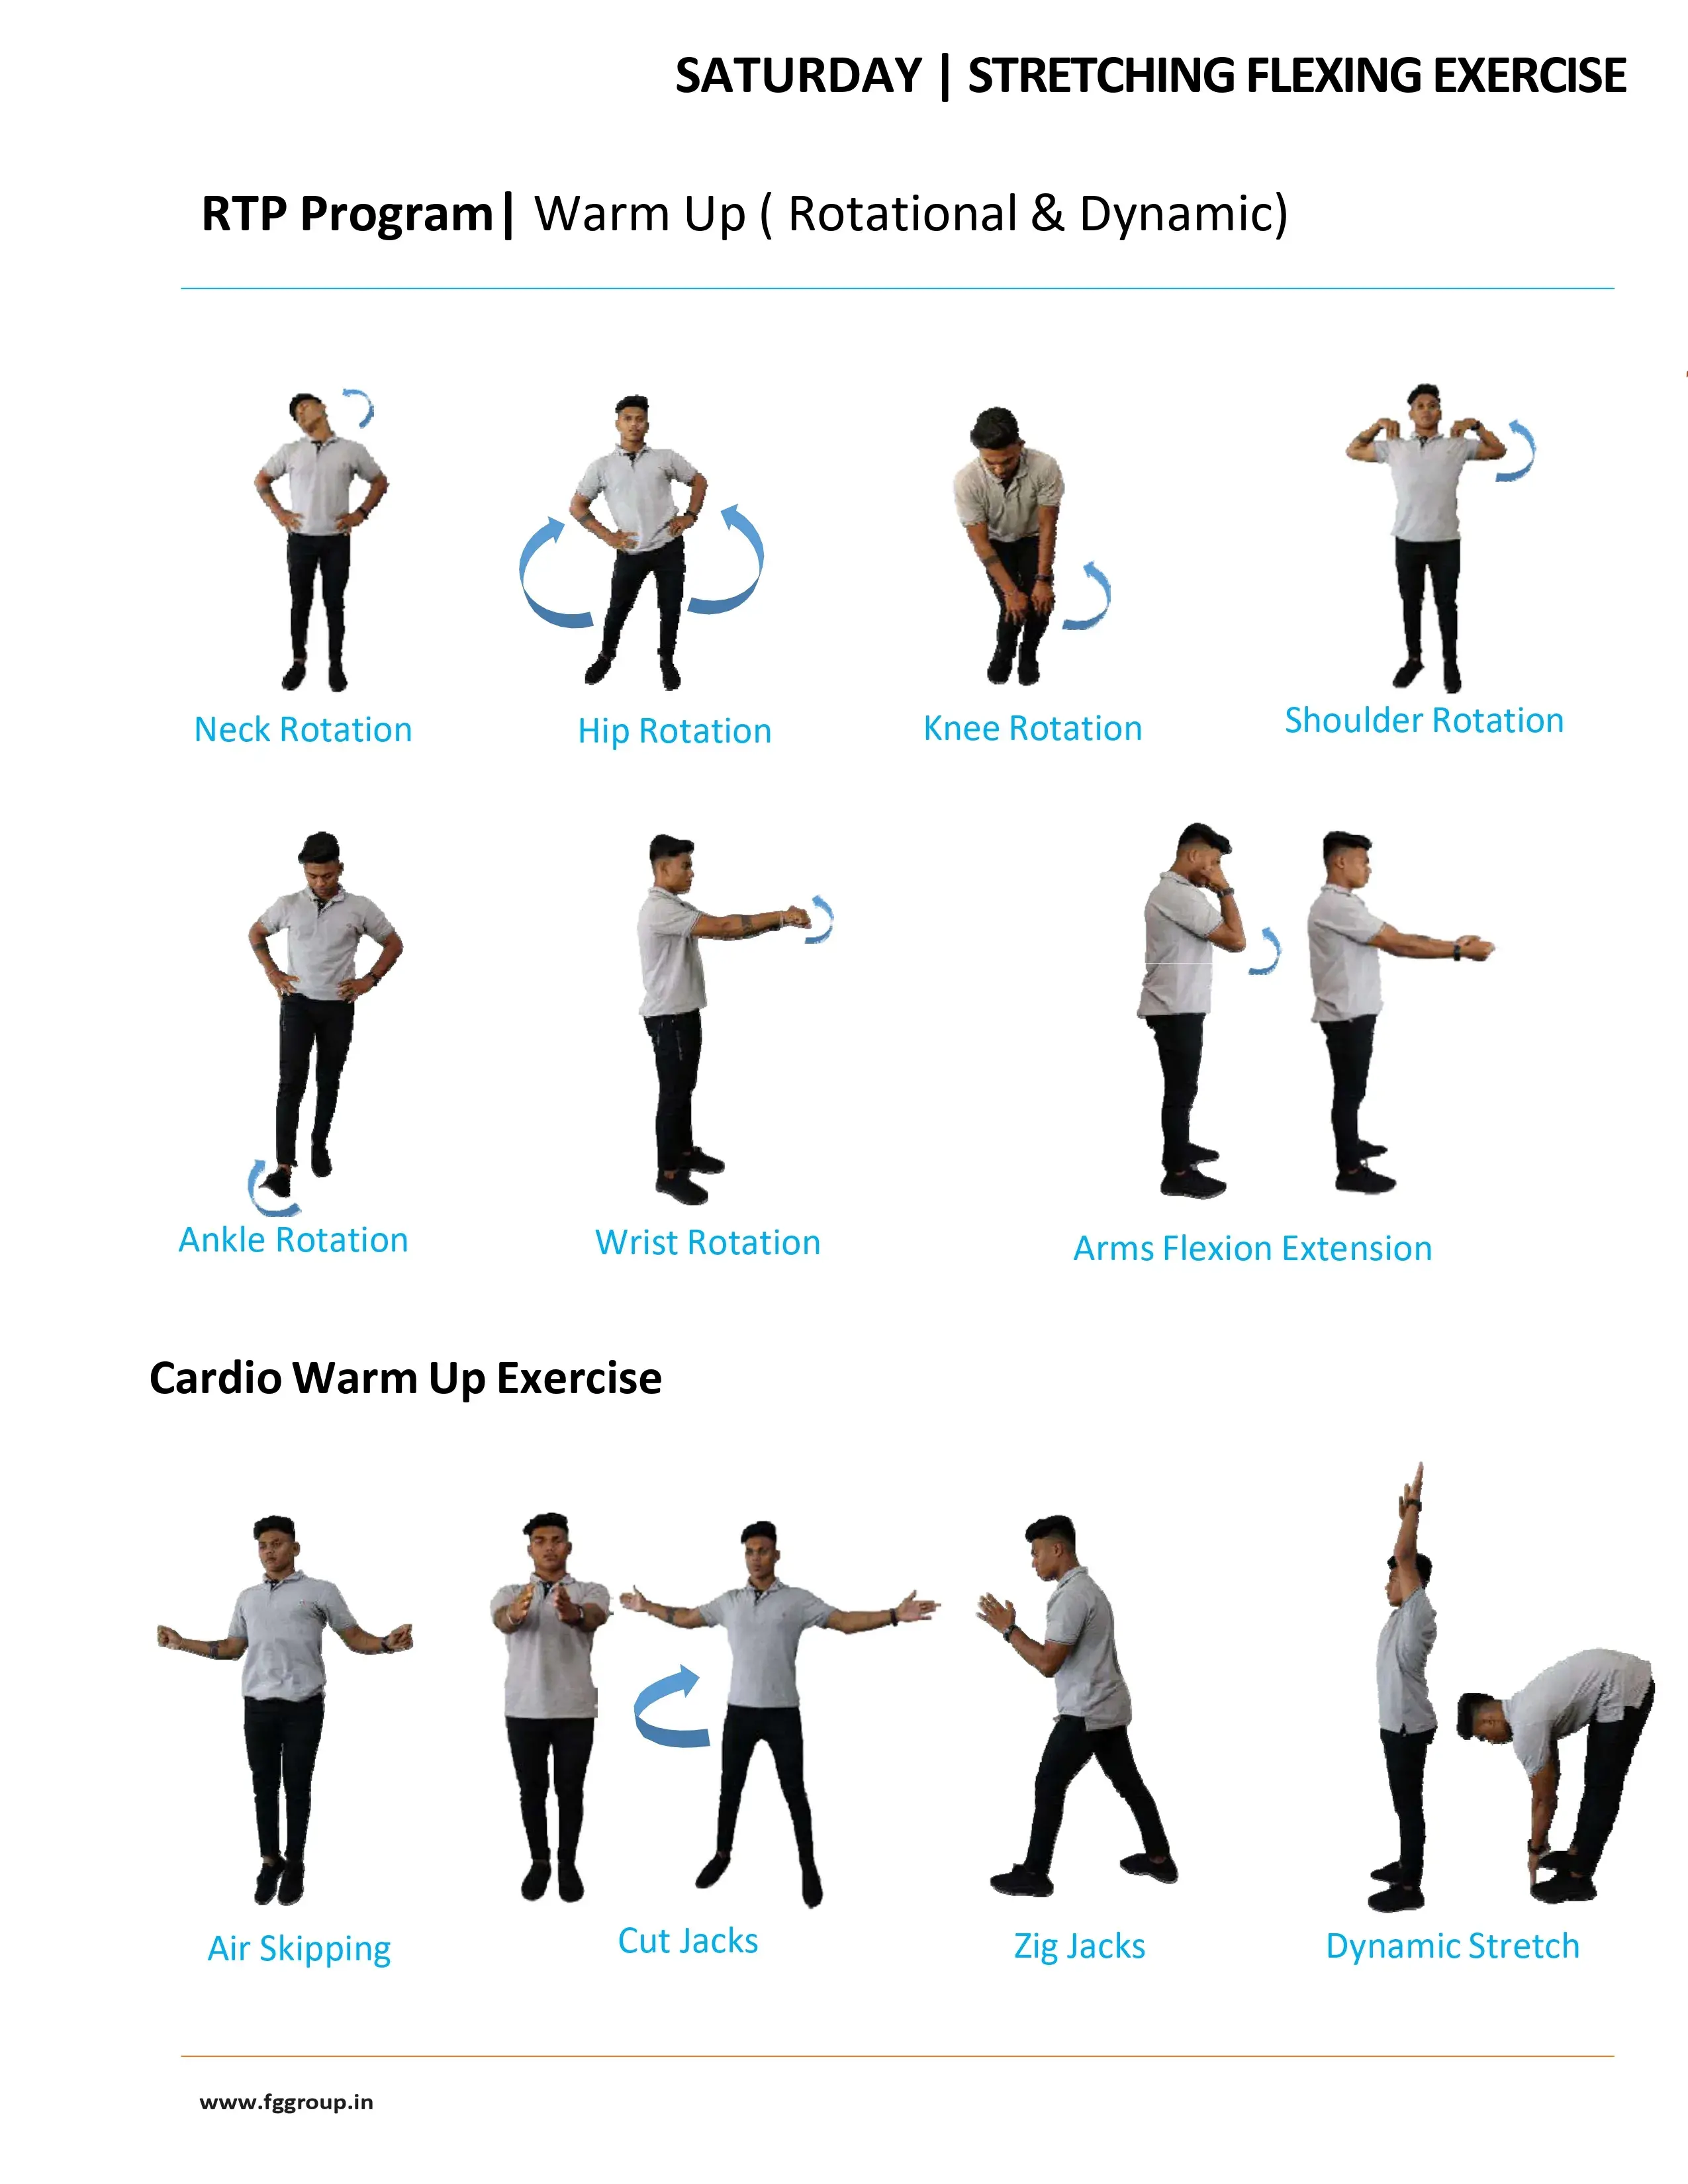 SATURDAY | STRETCHING FLEXING EXERCISE
RTP Program| Warm Up ( Rotational & Dynamic)
Neck Rotation
Hip Rotation
Knee Rotation
Shoulder Rotation
Ankle Rotation
Wrist Rotation
Arms Flexion Extension
Cardio Warm Up Exercise
Air Skipping
Cut Jacks
Zig Jacks
Dynamic Stretch
www.fggroup.in